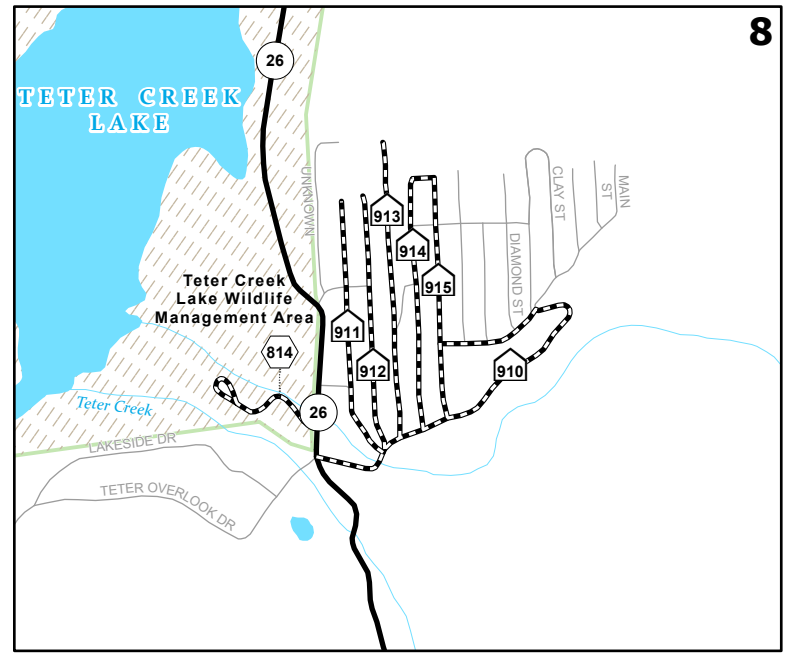 8
26
TETER CREEK
LAKE
UNKNOWN
CLAY ST
MAIN
ST
913
914
DIAMOND ST
915
Teter Creek
Lake Wildlife
Management Area
911
814
912
910
26
Teter Creek
LAKESIDE DR
TETER OVERLOOK DR